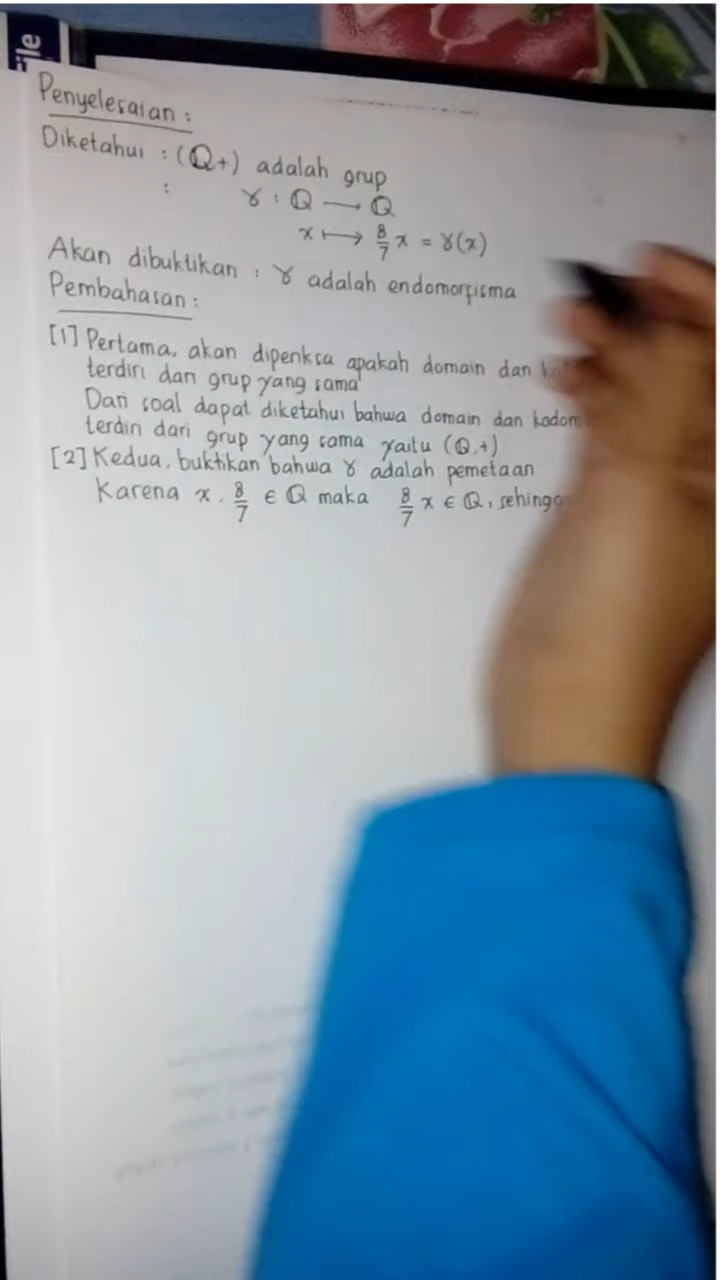 File
Penyelesaian :
Diketahui : (ℚ+) adalah grup
: γ : ℚ ⟶ ℚ
x ⟼ 8/7 x = γ(x)
Akan dibuktikan : γ adalah endomorfisma
Pembahasan :
[1] Pertama, akan diperiksa apakah domain dan
terdiri dari grup yang sama
Dari soal dapat diketahui bahwa domain dan
terdiri dari grup yang sama yaitu (ℚ,+)
[2] Kedua, buktikan bahwa γ adalah pemetaan
Karena x, 8/7 ∈ ℚ maka 8/7 x ∈ ℚ,